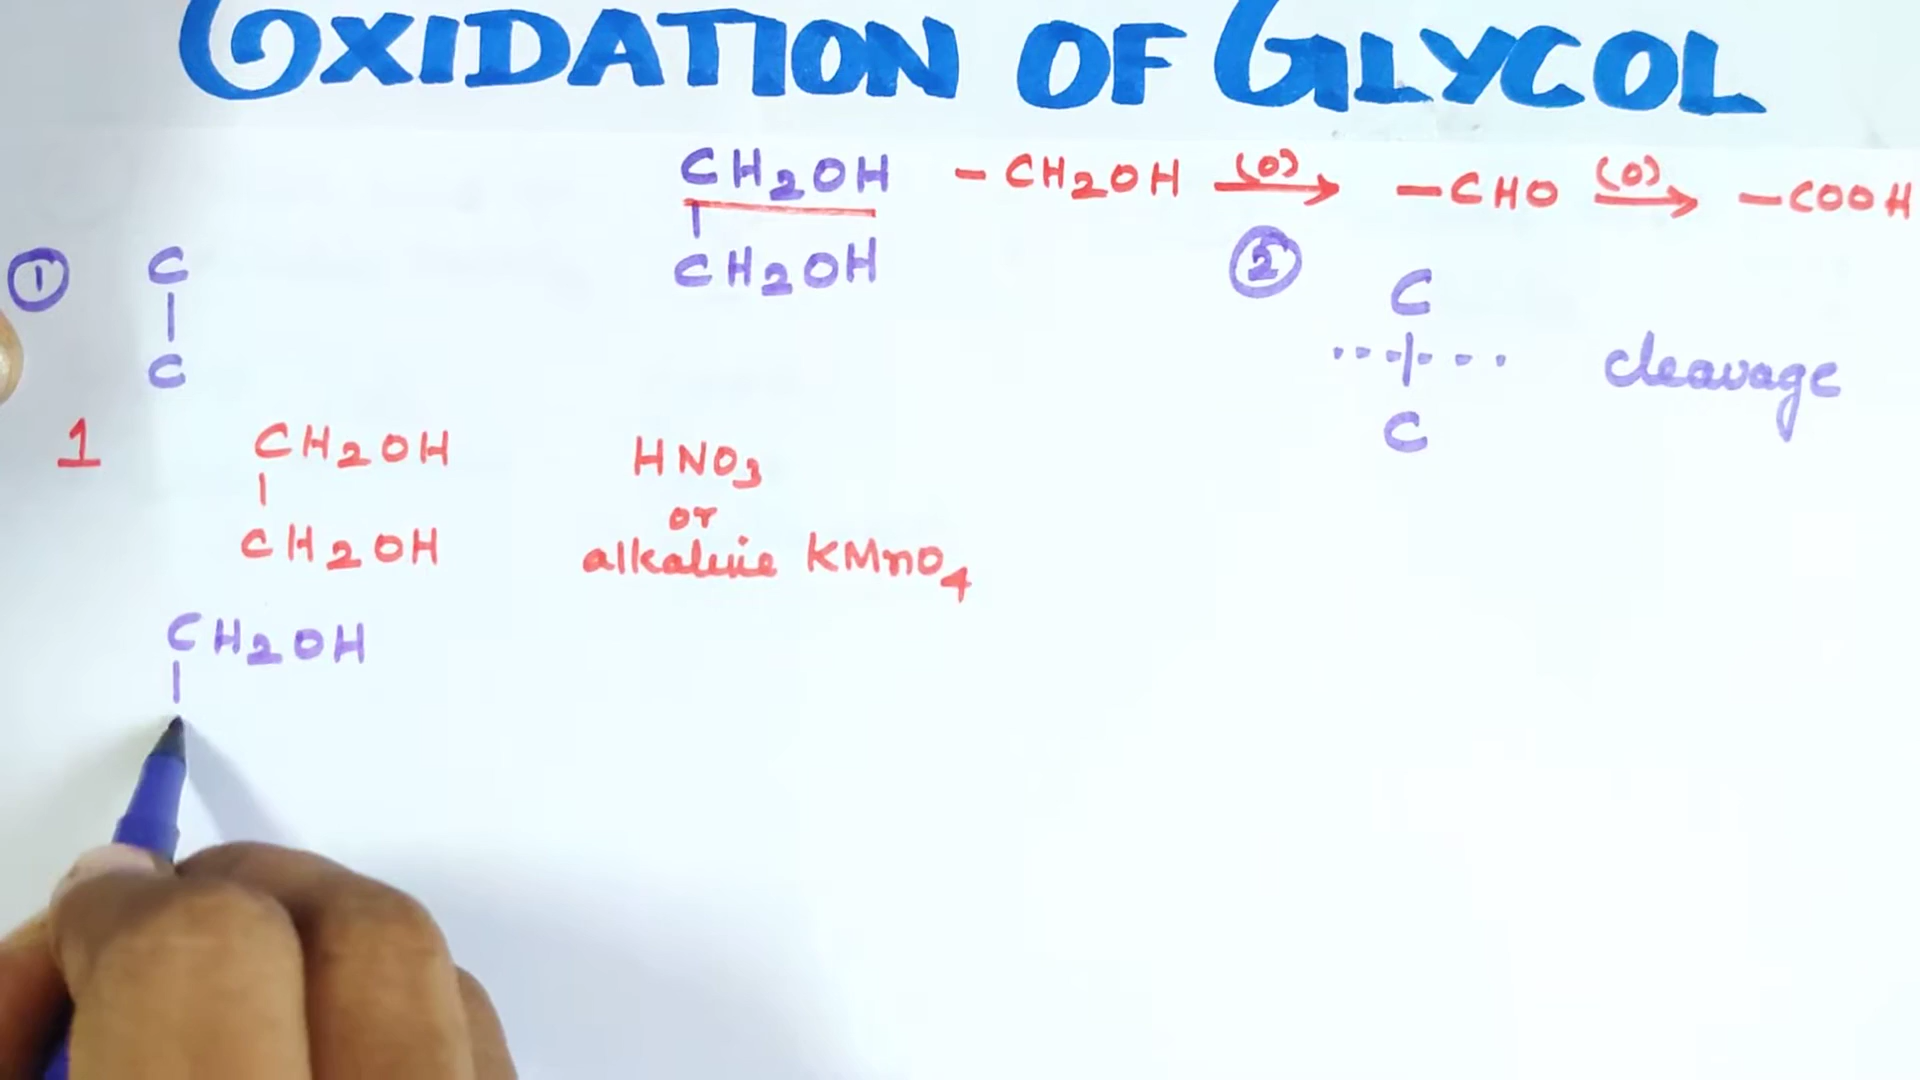 OXIDATION OF GLYCOL
CH2OH -CH2OH (O) → -CHO (O) → -COOH
|
CH2OH
① C
|
C
② C
|
C
cleavage
1 CH2OH
|
CH2OH
HNO3
or
alkaline KMnO4
CH2OH
|